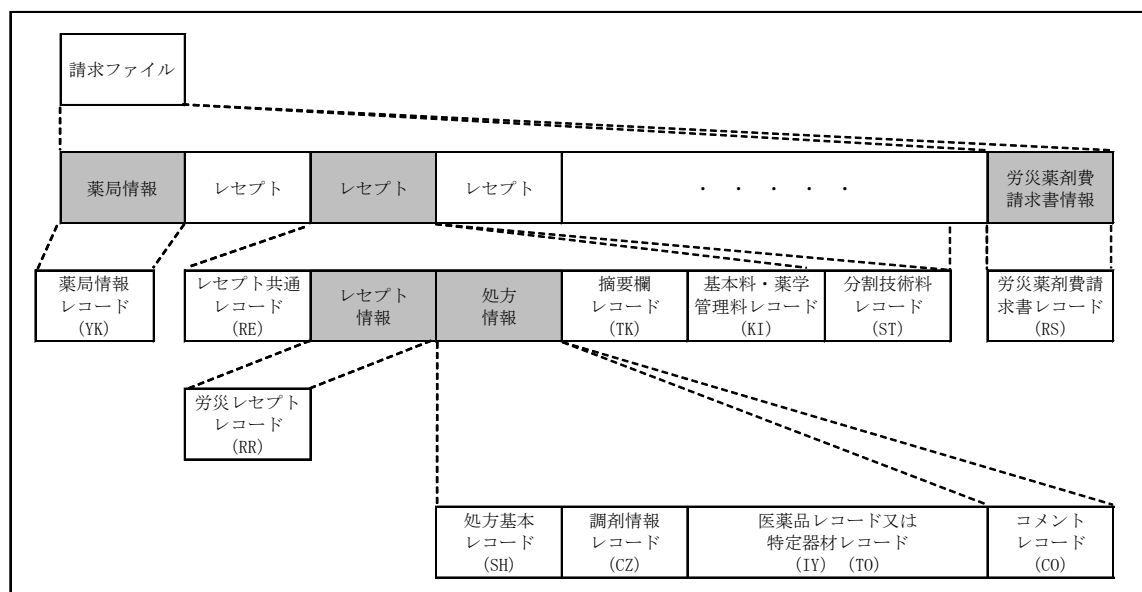 請求ファイル
薬局情報
レセプト
レセプト
レセプト
・ ・ ・ ・ ・
労災薬剤費
請求書情報
薬局情報
レコード
(YK)
レセプト共通
レコード
(RE)
レセプト
情報
処方
情報
摘要欄
レコード
(TK)
基本料・薬学
管理料レコード
(KI)
分割技術料
レコード
(ST)
労災薬剤費請
求書レコード
(RS)
労災レセプト
レコード
(RR)
処方基本
レコード
(SH)
調剤情報
レコード
(CZ)
医薬品レコード又は
特定器材レコード
(IY) (TO)
コメント
レコード
(CO)